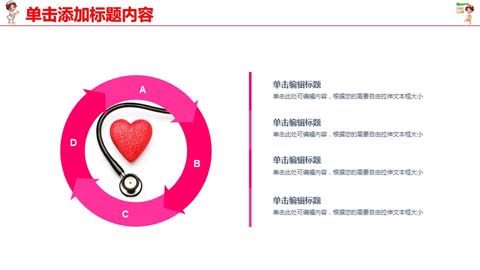 单击添加标题内容
A
B
C
D
单击编辑标题
单击此处可编辑内容，根据您的需要自由拉伸文本框大小
单击编辑标题
单击此处可编辑内容，根据您的需要自由拉伸文本框大小
单击编辑标题
单击此处可编辑内容，根据您的需要自由拉伸文本框大小
单击编辑标题
单击此处可编辑内容，根据您的需要自由拉伸文本框大小